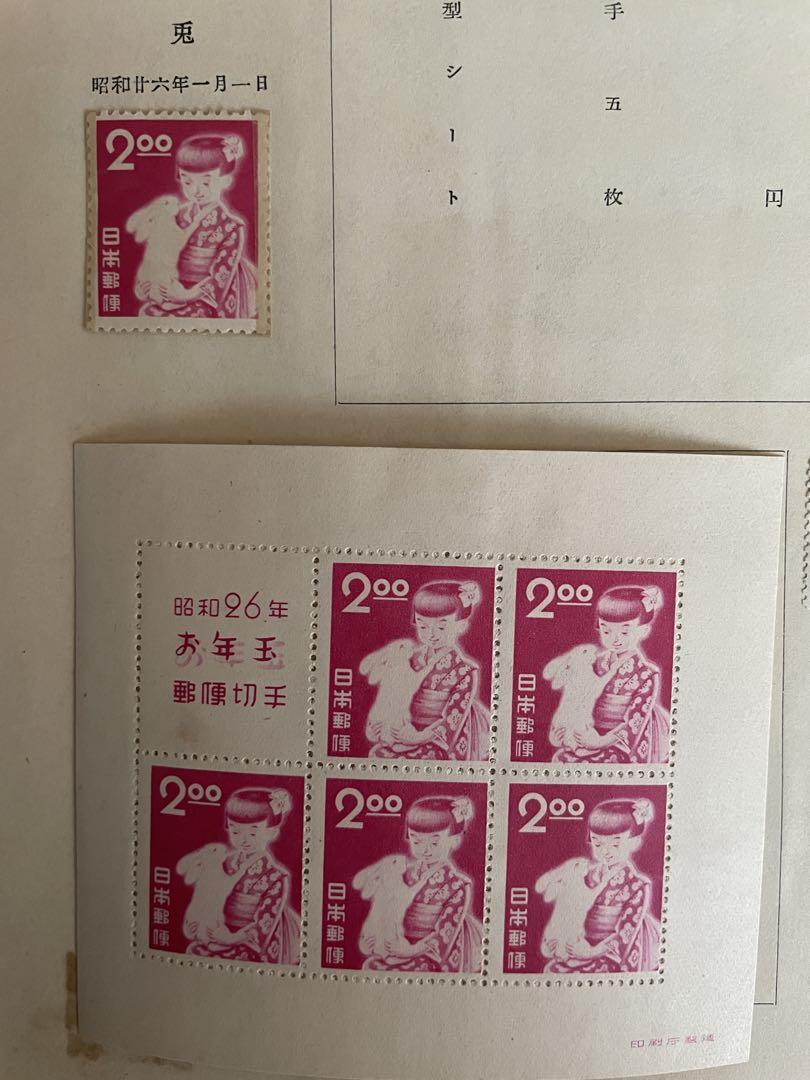 兎
昭和廿六年一月一日
2.00
日本郵便
円
手五枚
型シート
昭和26年
お年玉
郵便切手
2.00
日本郵便
2.00
日本郵便
2.00
日本郵便
2.00
日本郵便
2.00
日本郵便
印刷庁製造